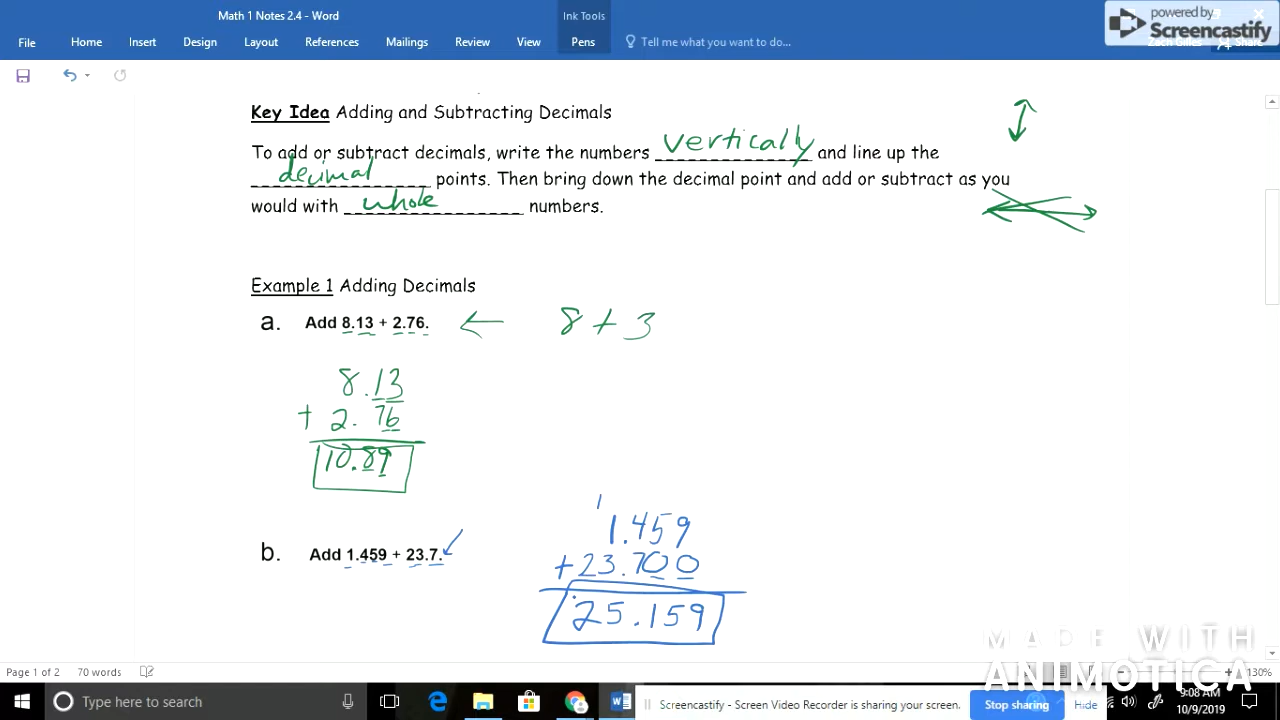 Math 1 Notes 2.4 - Word
Ink Tools
powered by
Screencastify
File Home Insert Design Layout References Mailings Review View Pens Tell me what you want to do...
Share
Key Idea Adding and Subtracting Decimals
To add or subtract decimals, write the numbers vertically and line up the
decimal points. Then bring down the decimal point and add or subtract as you
would with whole numbers.
Example 1 Adding Decimals
a. Add 8.13 + 2.76. 8 + 3
8.13
+ 2.76
10.89
b. Add 1.459 + 23.7.
1
1.459
+23.700
25.159
MADE WITH
ANIMOTICA
Page 1 of 2 70 words 130%
Type here to search
Screencastify - Screen Video Recorder is sharing your screen. Stop sharing Hide
9:08 AM
10/9/2019